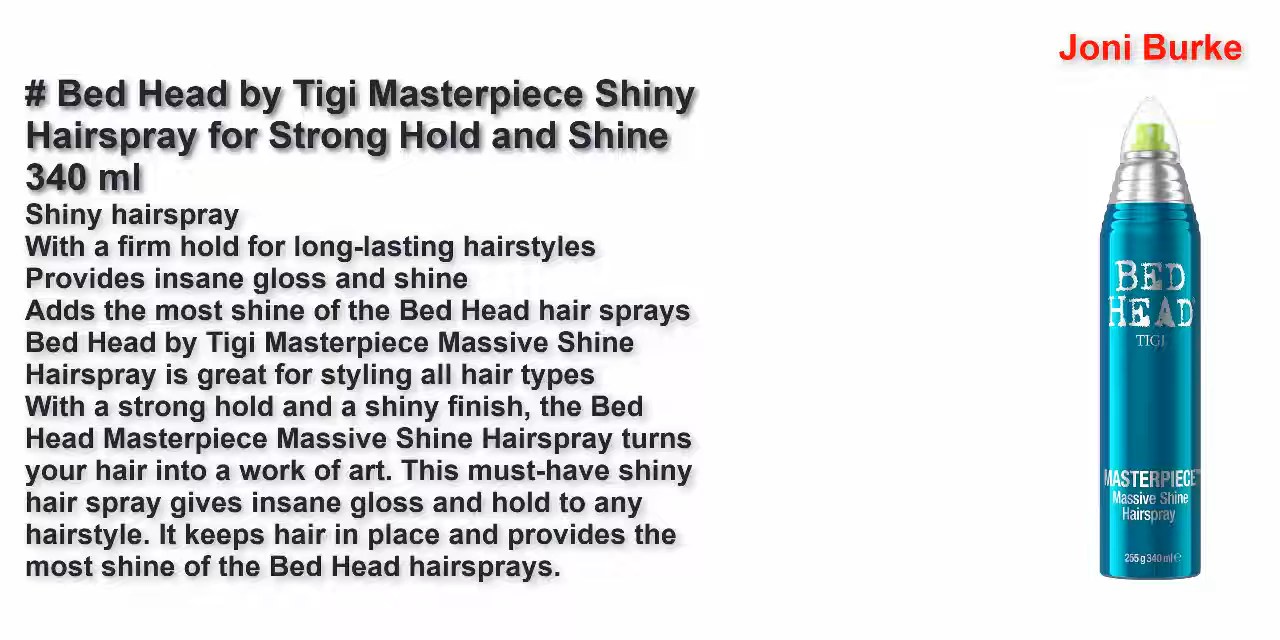 Joni Burke
# Bed Head by Tigi Masterpiece Shiny
Hairspray for Strong Hold and Shine
340 ml
Shiny hairspray
With a firm hold for long-lasting hairstyles
Provides insane gloss and shine
Adds the most shine of the Bed Head hair sprays
Bed Head by Tigi Masterpiece Massive Shine
Hairspray is great for styling all hair types
With a strong hold and a shiny finish, the Bed
Head Masterpiece Massive Shine Hairspray turns
your hair into a work of art. This must-have shiny
hair spray gives insane gloss and hold to any
hairstyle. It keeps hair in place and provides the
most shine of the Bed Head hairsprays.
BED
HEAD®
TIGI
MASTERPIECE™
Massive Shine
Hairspray
255 g 340 ml ℮